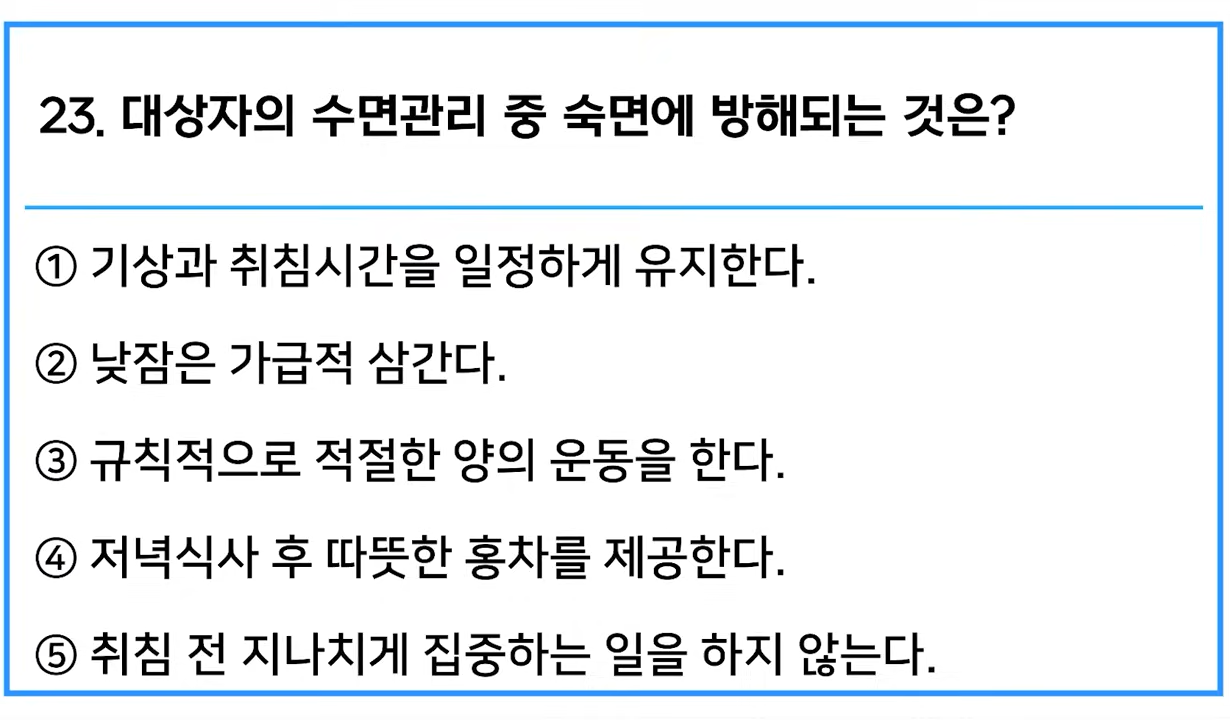 23. 대상자의 수면관리 중 숙면에 방해되는 것은?
① 기상과 취침시간을 일정하게 유지한다.
② 낮잠은 가급적 삼간다.
③ 규칙적으로 적절한 양의 운동을 한다.
④ 저녁식사 후 따뜻한 홍차를 제공한다.
⑤ 취침 전 지나치게 집중하는 일을 하지 않는다.